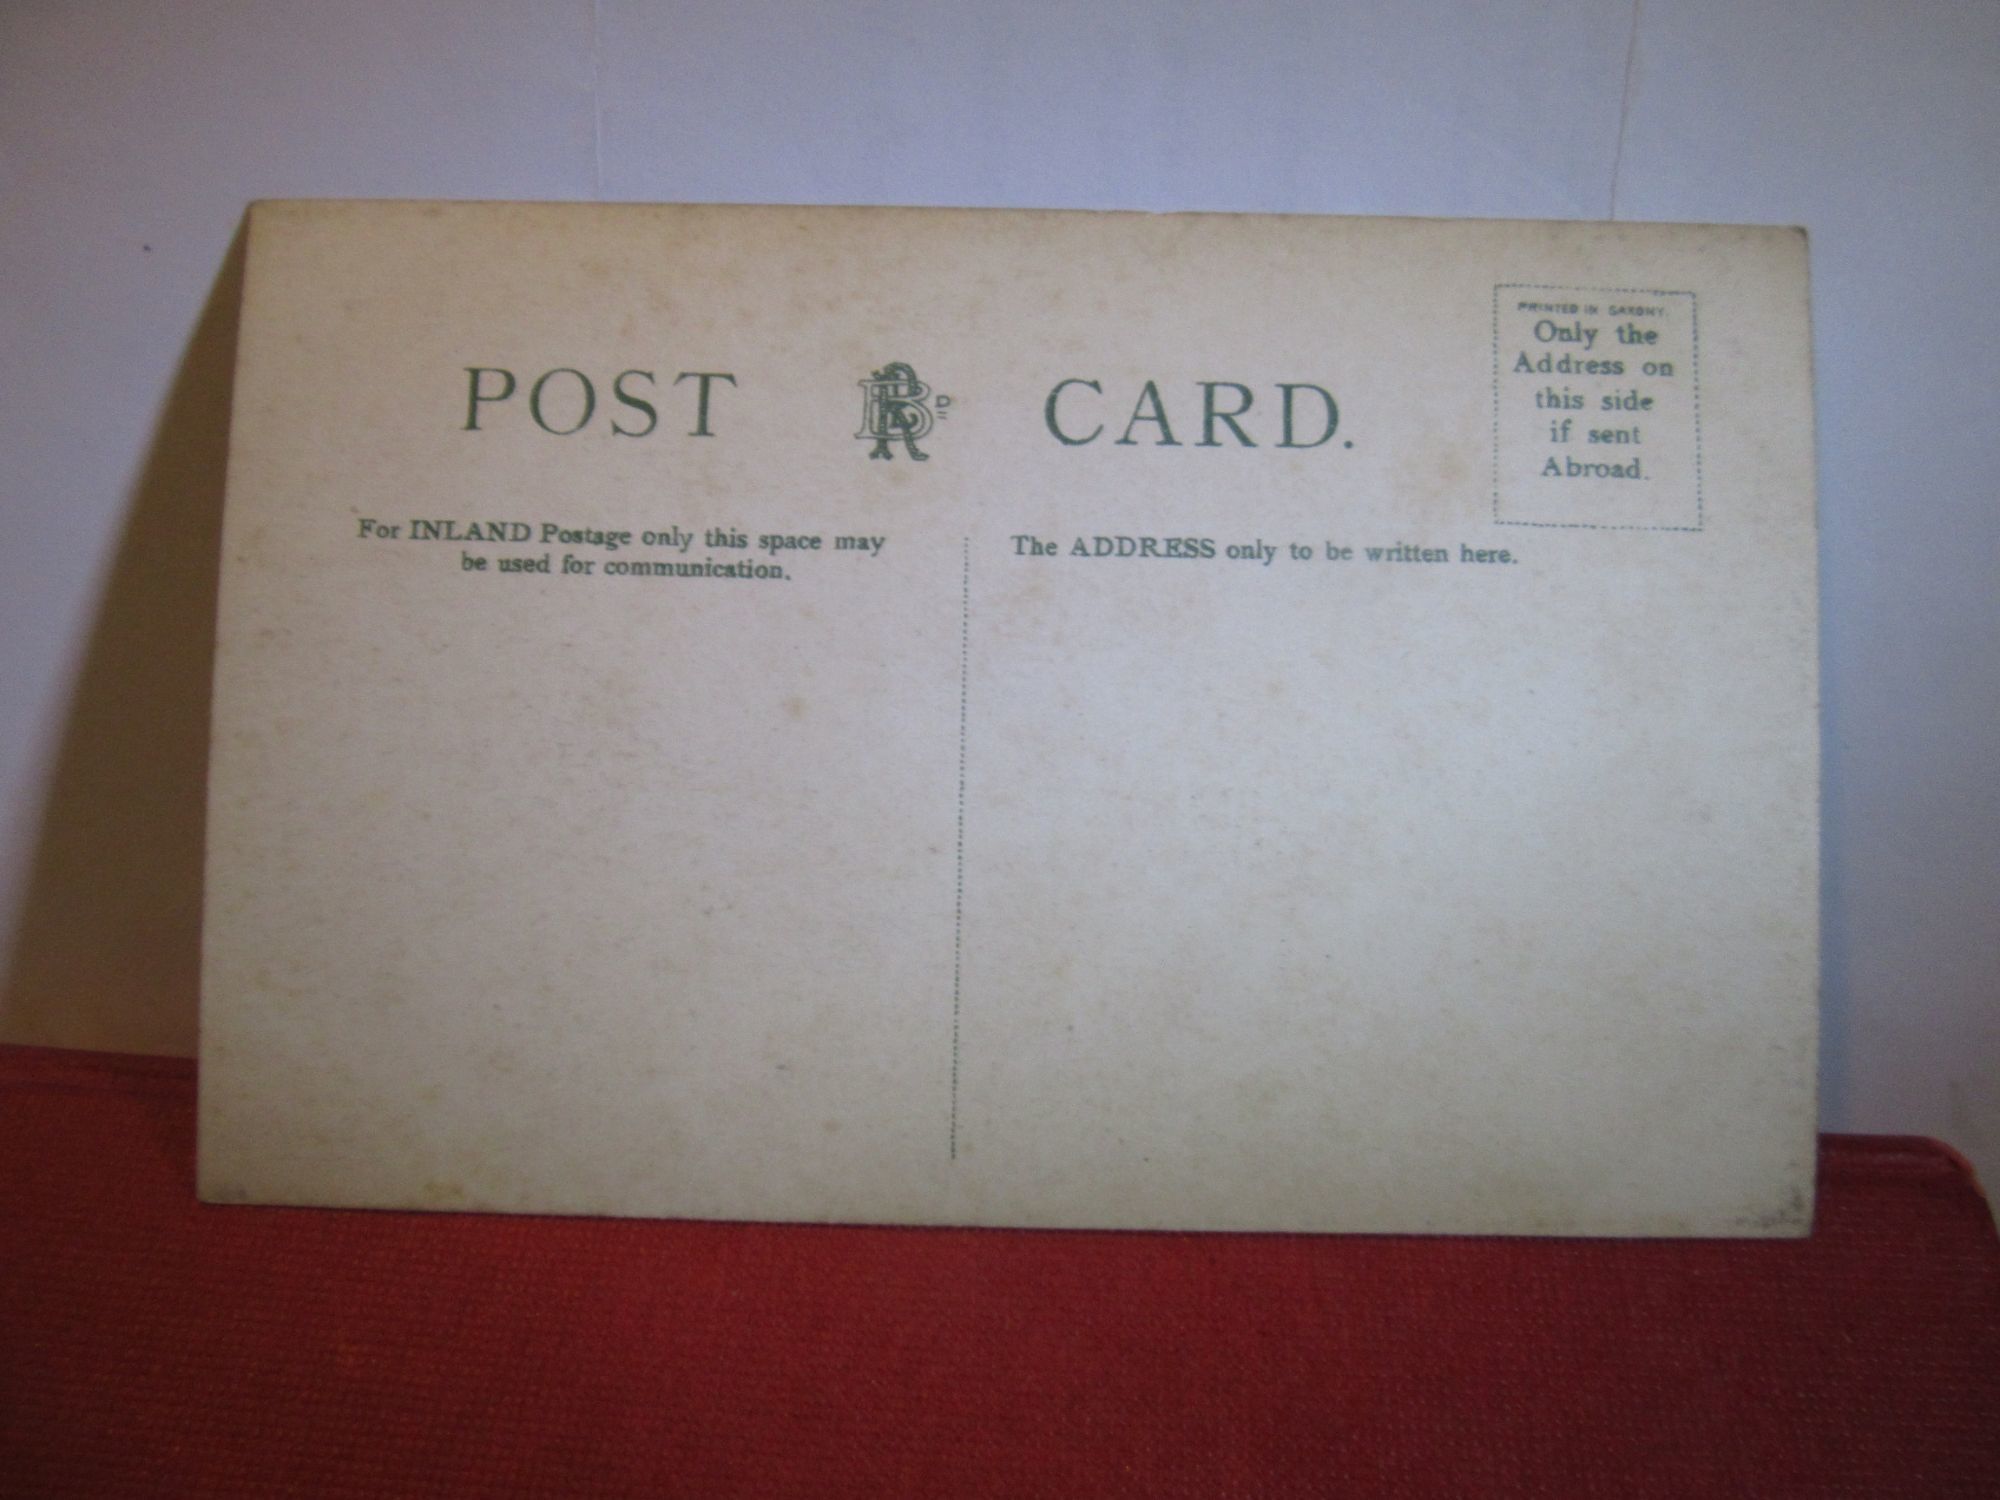 POST CARD.
PRINTED IN SAXONY.
Only the
Address on
this side
if sent
Abroad.
For INLAND Postage only this space may
be used for communication.
The ADDRESS only to be written here.